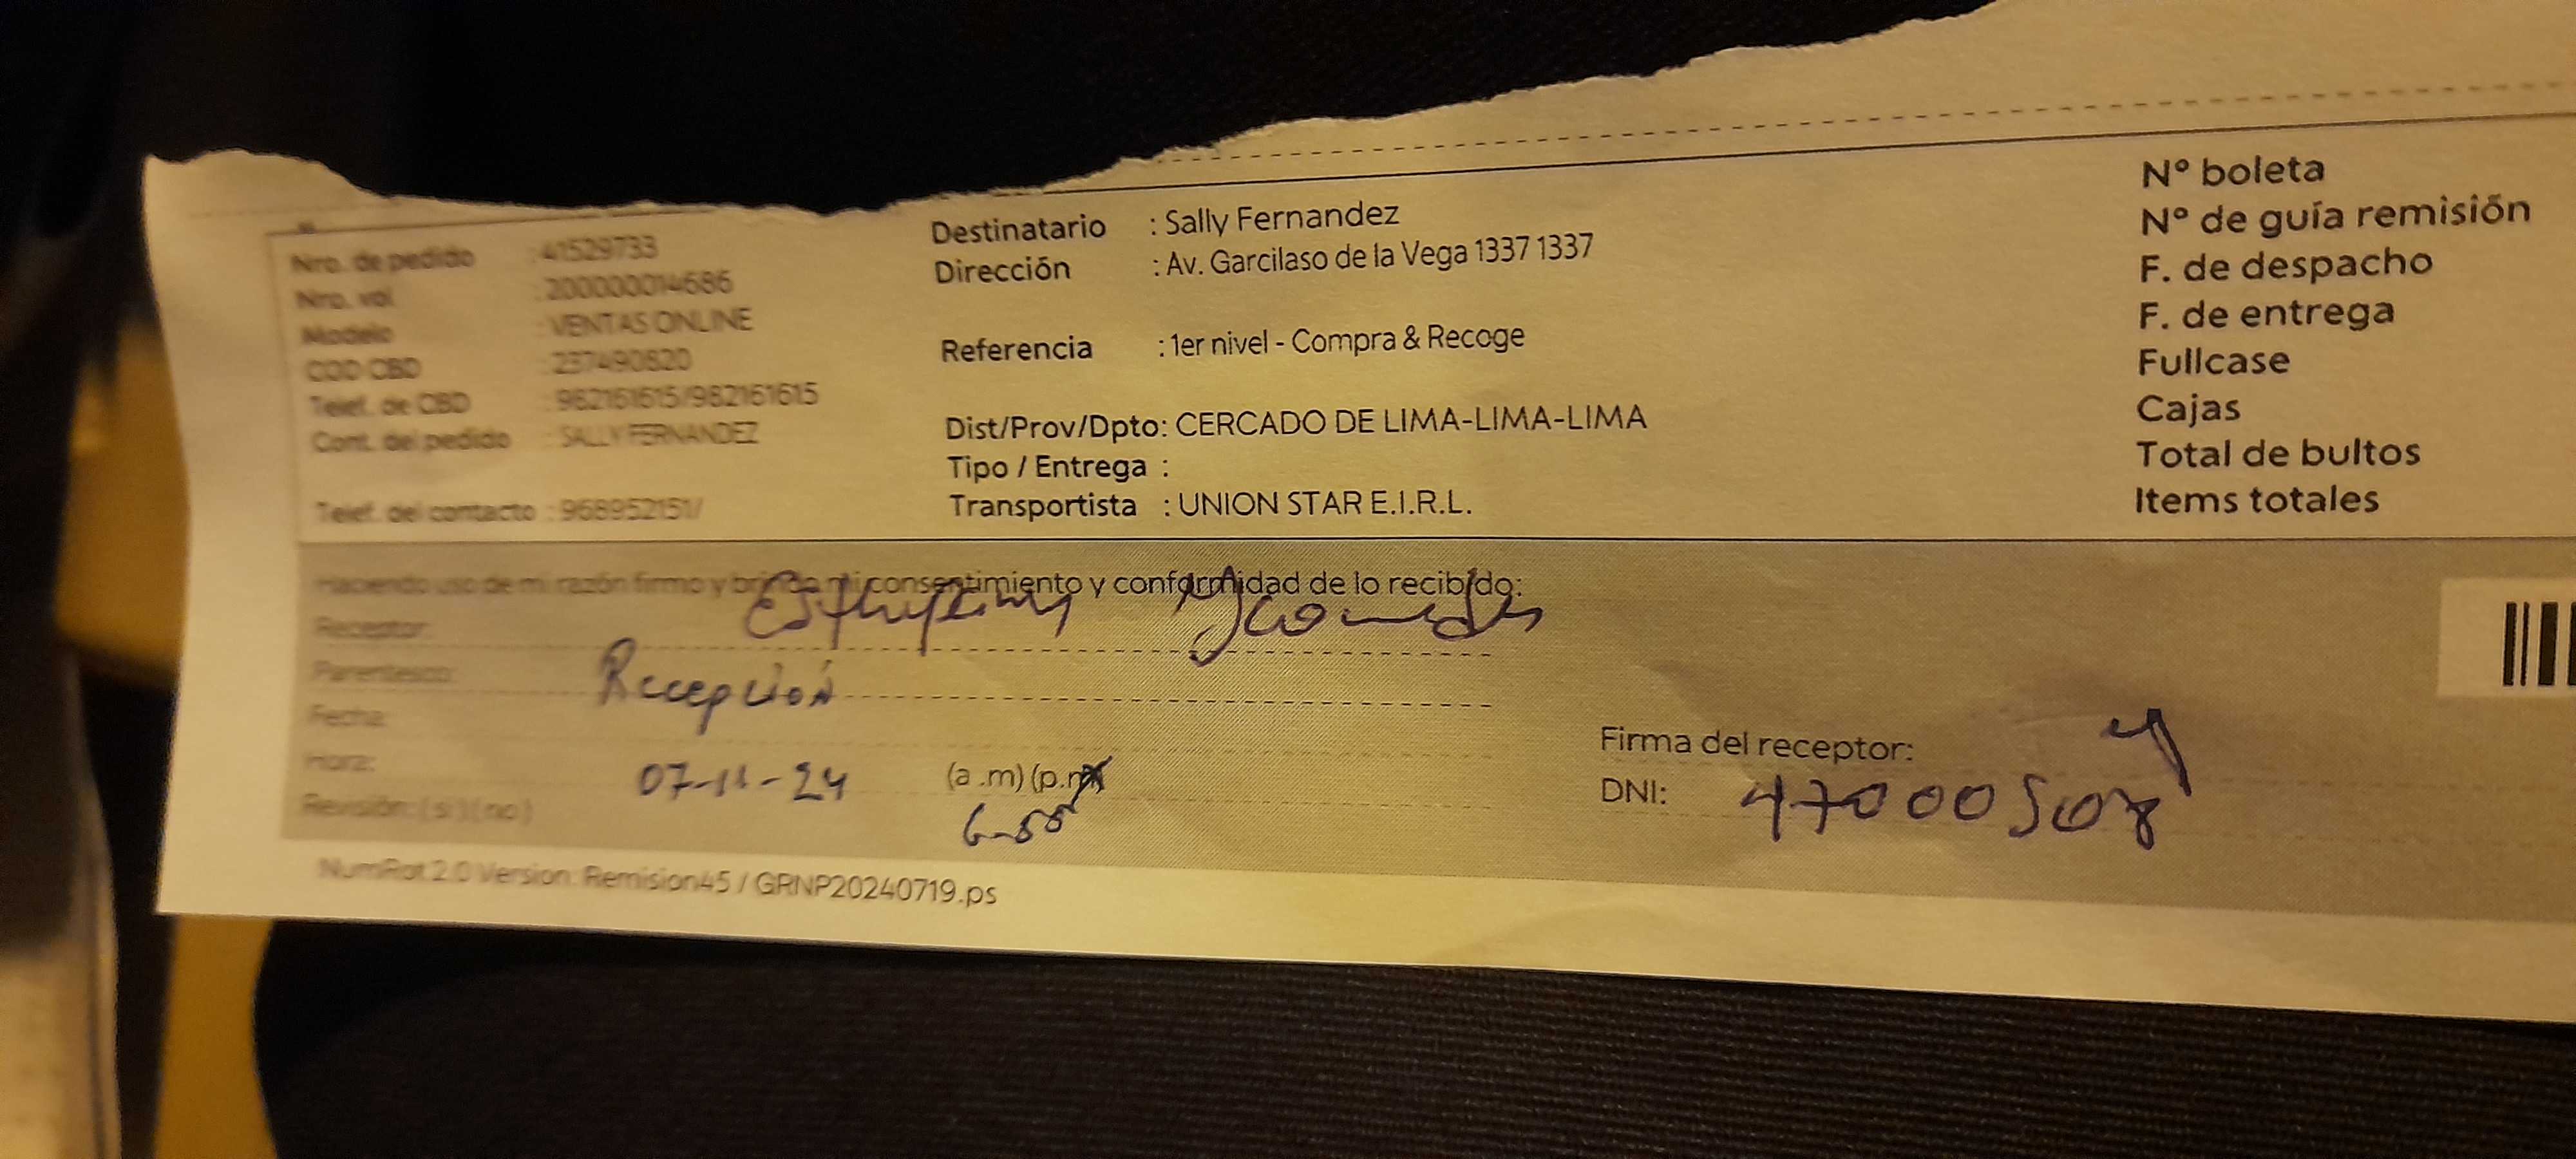 Nro. de pedido : 41529733
Nro. vol : 200000014686
Modelo : VENTAS ONLINE
COD CBD : 237490820
Telef. de CBD : 982161615/982161615
Cont. del pedido : SALLY FERNANDEZ
Telef. del contacto : 968952151/
Destinatario : Sally Fernandez
Dirección : Av. Garcilaso de la Vega 1337 1337
Referencia : 1er nivel - Compra & Recoge
Dist/Prov/Dpto: CERCADO DE LIMA-LIMA-LIMA
Tipo / Entrega :
Transportista : UNION STAR E.I.R.L.
N° boleta
N° de guía remisión
F. de despacho
F. de entrega
Fullcase
Cajas
Total de bultos
Items totales
Haciendo uso de mi razón firmo y brindo mi consentimiento y conformidad de lo recibido:
Receptor:
Parentesco: Recepción
Fecha:
Hora: 07-11-24 (a .m) (p.m)
Revisión: ( si ) ( no )
Firma del receptor:
DNI:
NumRot 2.0 Version: Remision45 / GRNP20240719.ps